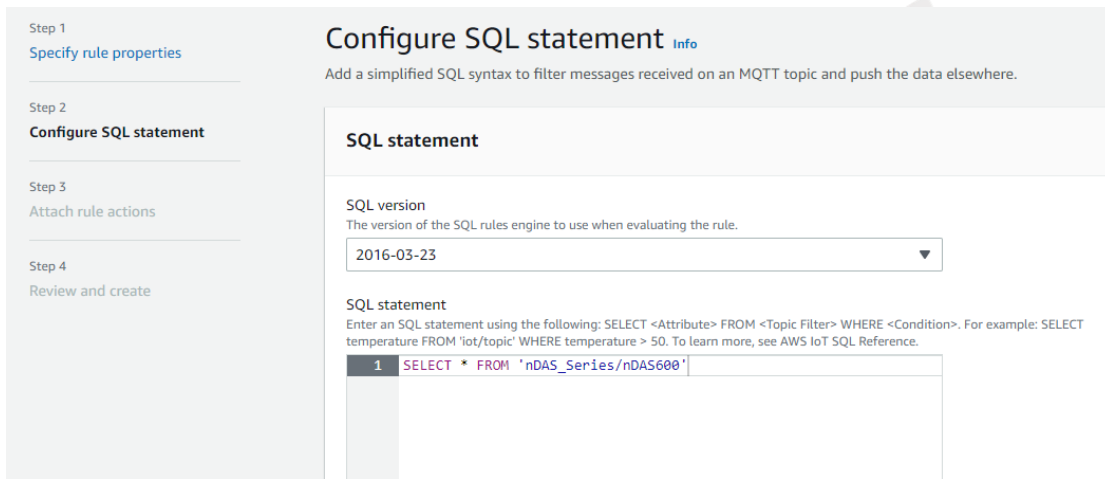 Step 1
Specify rule properties
Step 2
Configure SQL statement
Step 3
Attach rule actions
Step 4
Review and create
Configure SQL statement Info
Add a simplified SQL syntax to filter messages received on an MQTT topic and push the data elsewhere.
SQL statement
SQL version
The version of the SQL rules engine to use when evaluating the rule.
2016-03-23
SQL statement
Enter an SQL statement using the following: SELECT <Attribute> FROM <Topic Filter> WHERE <Condition>. For example: SELECT
temperature FROM 'iot/topic' WHERE temperature > 50. To learn more, see AWS IoT SQL Reference.
1 SELECT * FROM 'nDAS_Series/nDAS600'